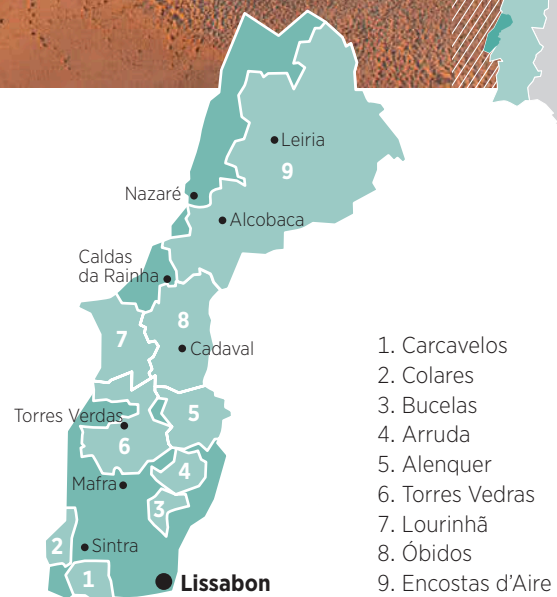 Leiria
9
Nazaré
Alcobaca
Caldas
da Rainha
8
7
Cadaval
5
Torres Verdas
6
4
Mafra
3
2
Sintra
1
Lissabon
1. Carcavelos
2. Colares
3. Bucelas
4. Arruda
5. Alenquer
6. Torres Vedras
7. Lourinhã
8. Óbidos
9. Encostas d'Aire